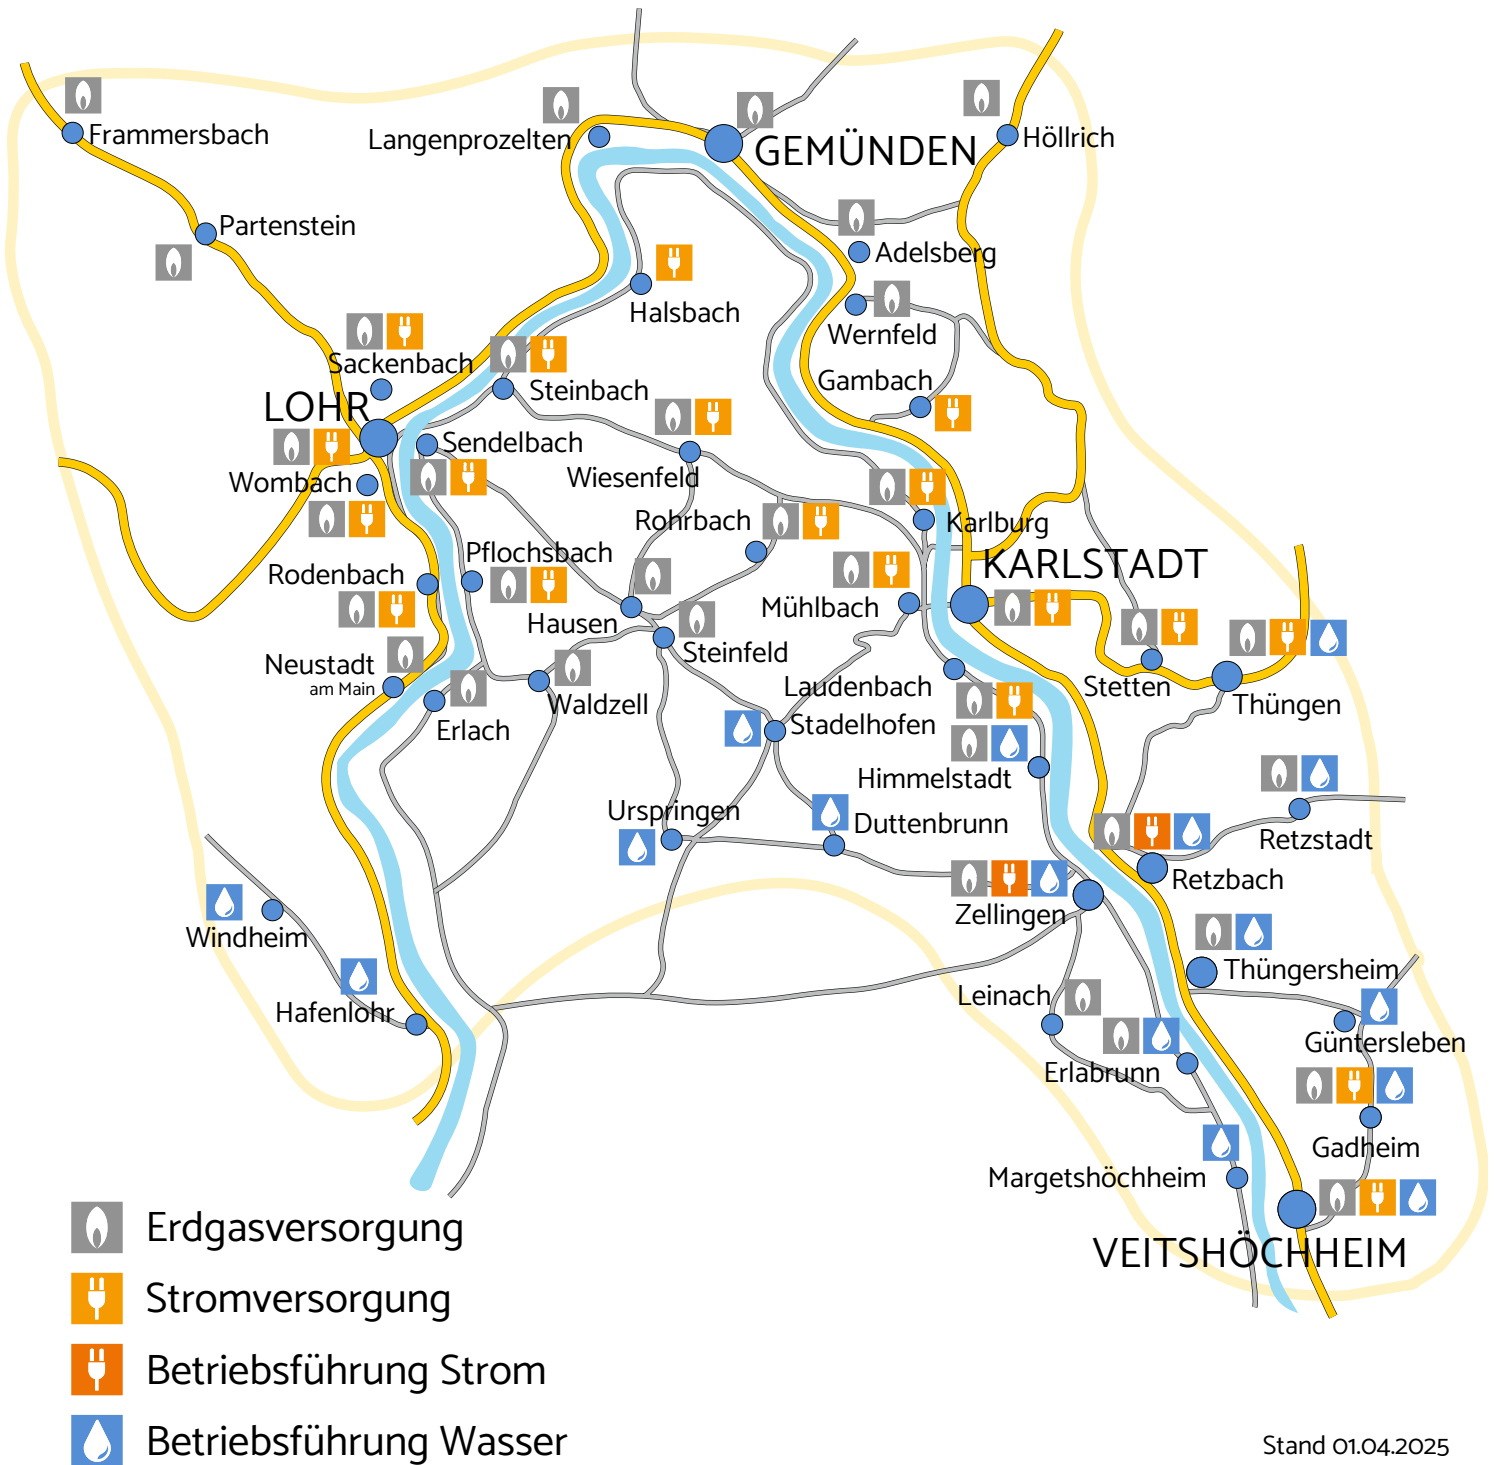 Frammersbach
Langenprozelten
GEMÜNDEN
Höllrich
Partenstein
Adelsberg
Halsbach
Wernfeld
Sackenbach
Steinbach
Gambach
LOHR
Sendelbach
Wiesenfeld
Wombach
Rohrbach
Karlburg
Pflochsbach
KARLSTADT
Rodenbach
Hausen
Mühlbach
Neustadt
am Main
Steinfeld
Laudenbach
Stetten
Thüngen
Waldzell
Erlach
Stadelhofen
Himmelstadt
Urspringen
Duttenbrunn
Retzstadt
Retzbach
Zellingen
Windheim
Thüngersheim
Leinach
Hafenlohr
Güntersleben
Erlabrunn
Gadheim
Margetshöchheim
VEITSHÖCHHEIM
Erdgasversorgung
Stromversorgung
Betriebsführung Strom
Betriebsführung Wasser
Stand 01.04.2025